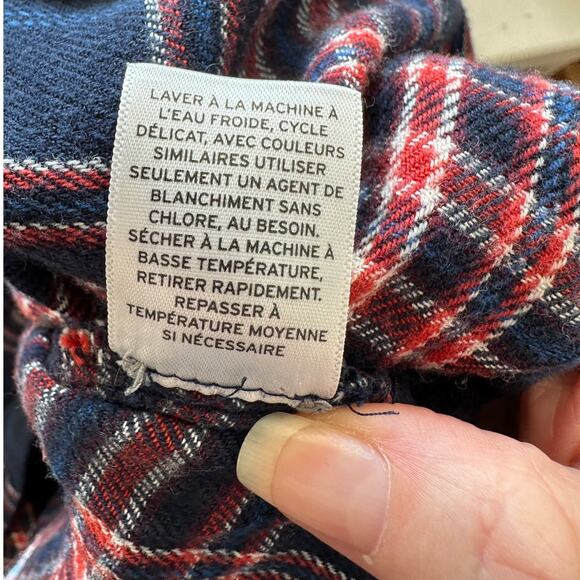 LAVER À LA MACHINE À
L'EAU FROIDE, CYCLE
DÉLICAT, AVEC COULEURS
SIMILAIRES UTILISER
SEULEMENT UN AGENT DE
BLANCHIMENT SANS
CHLORE, AU BESOIN.
SÉCHER À LA MACHINE À
BASSE TEMPÉRATURE,
RETIRER RAPIDEMENT.
REPASSER À
TEMPÉRATURE MOYENNE
SI NÉCESSAIRE